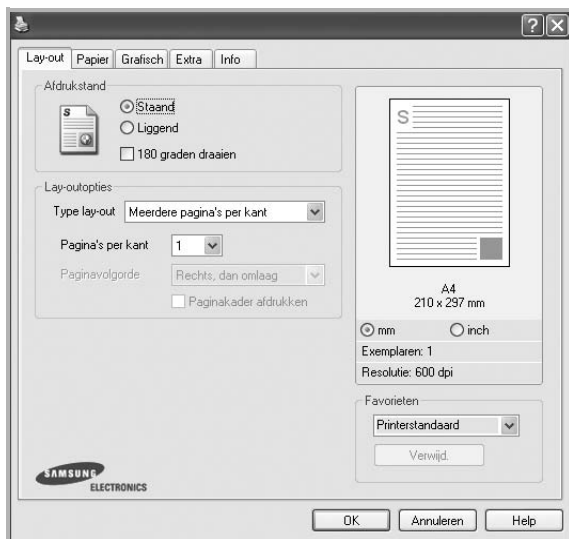 Lay-out Papier Grafisch Extra Info
Afdrukstand
S
Staand
Liggend
180 graden draaien
Lay-outopties
Type lay-out Meerdere pagina's per kant
Pagina's per kant 1
Paginavolgorde Rechts, dan omlaag
Paginakader afdrukken
S
A4
210 x 297 mm
mm inch
Exemplaren: 1
Resolutie: 600 dpi
Favorieten
Printerstandaard
Verwijd.
SAMSUNG
ELECTRONICS
OK Annuleren Help